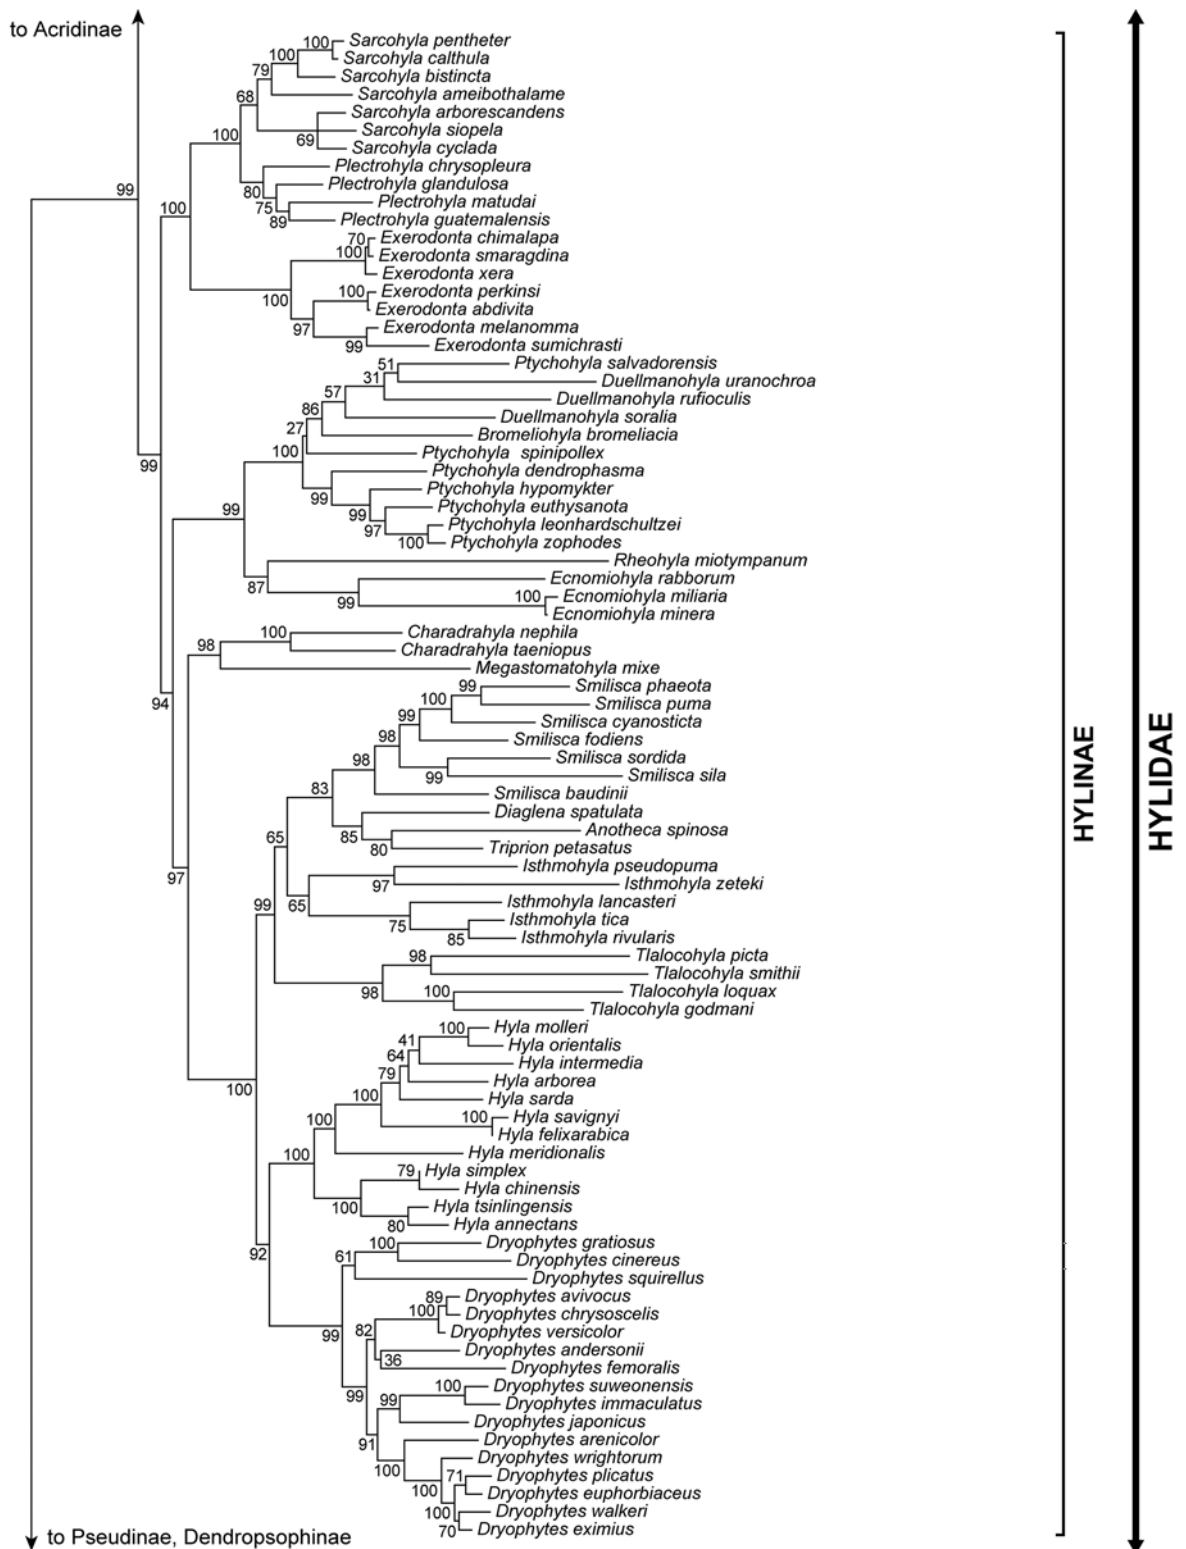 to Acridinae
100 Sarcohyla pentheter
100 Sarcohyla calthula
79 Sarcohyla bistincta
68 Sarcohyla ameibothalame
Sarcohyla arborescandens
100 Sarcohyla siopela
69 Sarcohyla cyclada
Plectrohyla chrysopleura
99 80 Plectrohyla glandulosa
100 75 Plectrohyla matudai
89 Plectrohyla guatemalensis
70 Exerodonta chimalapa
100 Exerodonta smaragdina
Exerodonta xera
100 100 Exerodonta perkinsi
Exerodonta abdivita
97 Exerodonta melanomma
99 Exerodonta sumichrasti
51 Ptychohyla salvadorensis
31 Duellmanohyla uranochroa
57 Duellmanohyla rufioculis
86 Duellmanohyla soralia
27 Bromeliohyla bromeliacia
99 100 Ptychohyla spinipollex
Ptychohyla dendrophasma
99 Ptychohyla hypomykter
99 99 Ptychohyla euthysanota
97 Ptychohyla leonhardschultzei
100 Ptychohyla zophodes
Rheohyla miotympanum
87 Ecnomiohyla rabborum
99 100 Ecnomiohyla miliaria
Ecnomiohyla minera
100 Charadrahyla nephila
98 Charadrahyla taeniopus
Megastomatohyla mixe
99 Smilisca phaeota
94 100 Smilisca puma
99 Smilisca cyanosticta
98 Smilisca fodiens
98 Smilisca sordida
99 Smilisca sila
83 Smilisca baudinii
Diaglena spatulata
65 85 Anotheca spinosa
80 Triprion petasatus
Isthmohyla pseudopuma
97 97 Isthmohyla zeteki
99 65 Isthmohyla lancasteri
75 Isthmohyla tica
85 Isthmohyla rivularis
98 Tlalocohyla picta
Tlalocohyla smithii
98 100 Tlalocohyla loquax
Tlalocohyla godmani
100 Hyla molleri
41 Hyla orientalis
64 Hyla intermedia
79 Hyla arborea
100 100 Hyla sarda
100 Hyla savignyi
100 Hyla felixarabica
100 Hyla meridionalis
79 Hyla simplex
Hyla chinensis
100 Hyla tsinlingensis
80 Hyla annectans
100 Dryophytes gratiosus
92 61 Dryophytes cinereus
Dryophytes squirellus
89 Dryophytes avivocus
100 Dryophytes chrysoscelis
99 82 Dryophytes versicolor
Dryophytes andersonii
36 Dryophytes femoralis
100 Dryophytes suweonensis
99 99 Dryophytes immaculatus
Dryophytes japonicus
91 Dryophytes arenicolor
100 Dryophytes wrightorum
71 Dryophytes plicatus
100 Dryophytes euphorbiaceus
100 Dryophytes walkeri
70 Dryophytes eximius
to Pseudinae, Dendropsophinae
HYLINAE
HYLIDAE